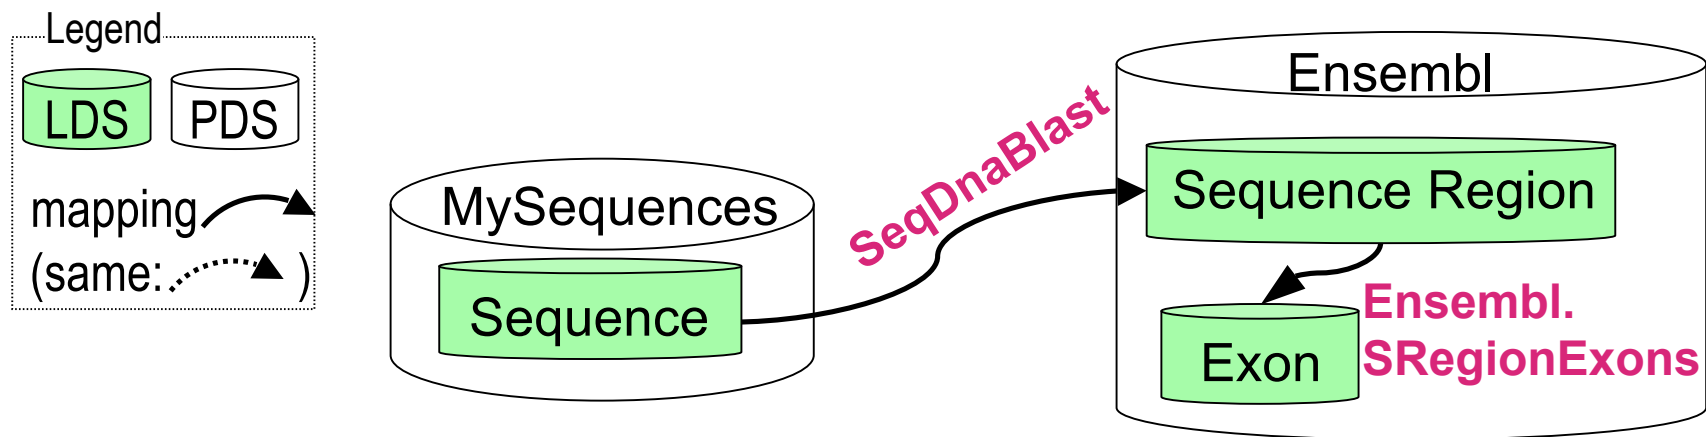 Legend
LDS PDS
mapping
(same: )
MySequences
Sequence
SeqDnaBlast
Ensembl
Sequence Region
Ensembl.
SRegionExons
Exon